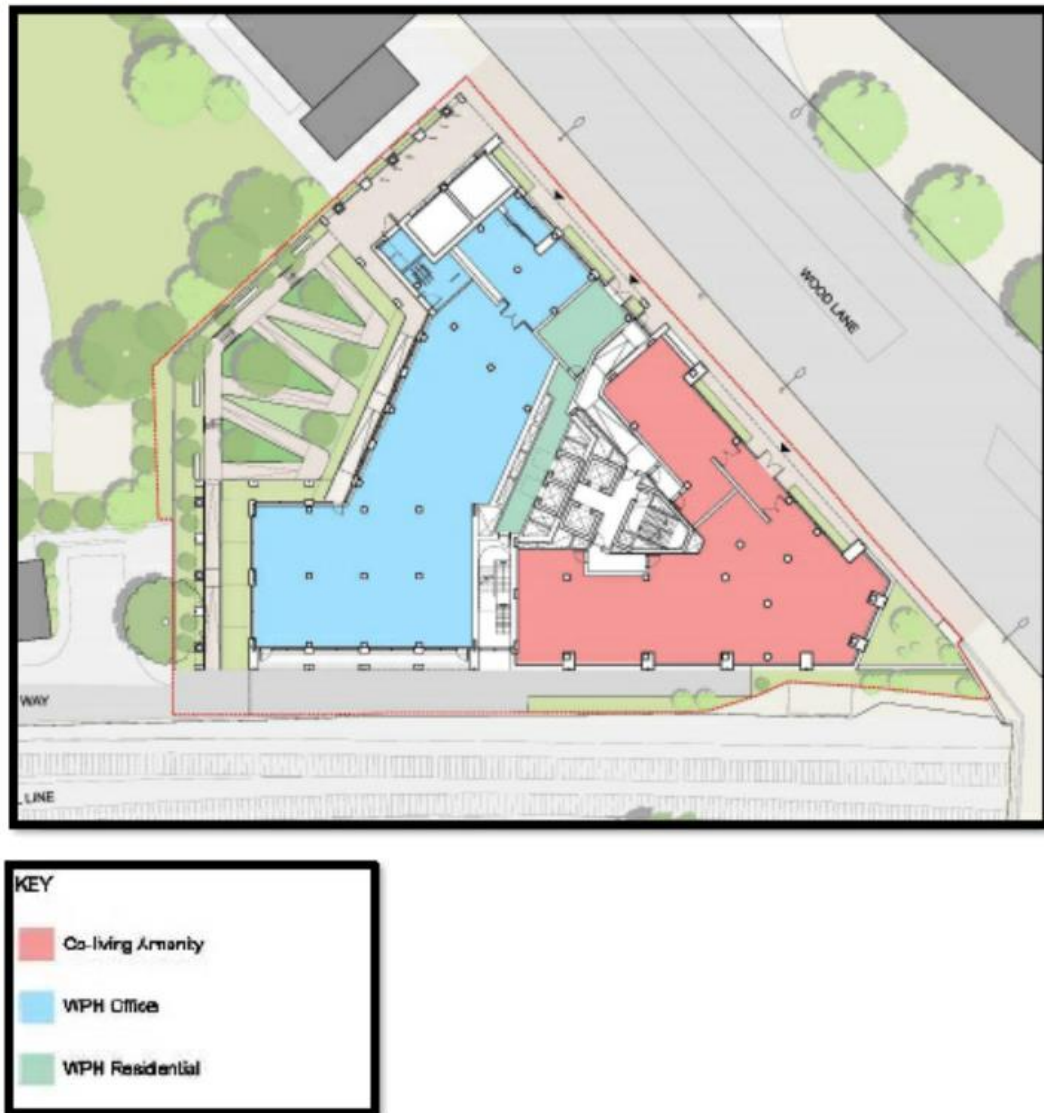 WOOD LANE
WAY
LINE
KEY
Co-living Amenity
WPH Office
WPH Residential